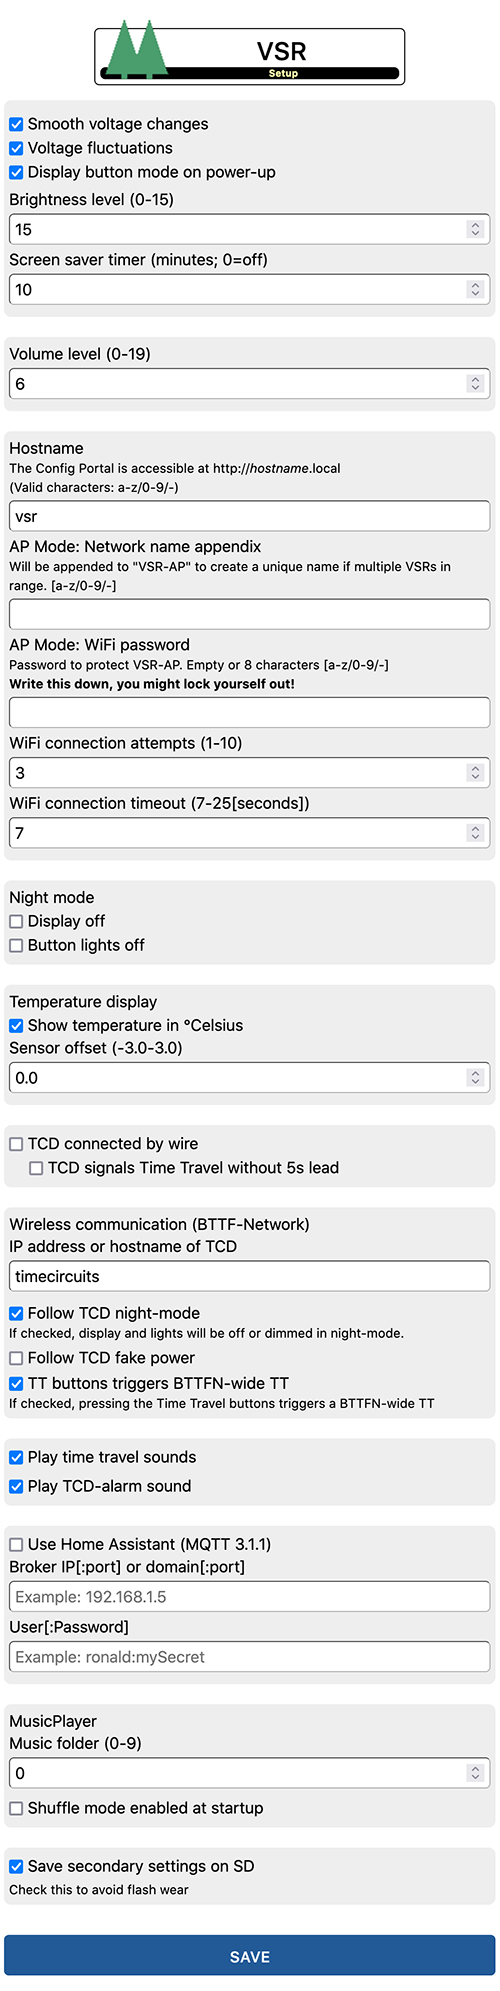 VSR
Setup
Smooth voltage changes
Voltage fluctuations
Display button mode on power-up
Brightness level (0-15)
15
Screen saver timer (minutes; 0=off)
10
Volume level (0-19)
6
Hostname
The Config Portal is accessible at http://hostname.local
(Valid characters: a-z/0-9/-)
vsr
AP Mode: Network name appendix
Will be appended to "VSR-AP" to create a unique name if multiple VSRs in
range. [a-z/0-9/-]
AP Mode: WiFi password
Password to protect VSR-AP. Empty or 8 characters [a-z/0-9/-]
Write this down, you might lock yourself out!
WiFi connection attempts (1-10)
3
WiFi connection timeout (7-25[seconds])
7
Night mode
Display off
Button lights off
Temperature display
Show temperature in °Celsius
Sensor offset (-3.0-3.0)
0.0
TCD connected by wire
TCD signals Time Travel without 5s lead
Wireless communication (BTTF-Network)
IP address or hostname of TCD
timecircuits
Follow TCD night-mode
If checked, display and lights will be off or dimmed in night-mode.
Follow TCD fake power
TT buttons triggers BTTFN-wide TT
If checked, pressing the Time Travel buttons triggers a BTTFN-wide TT
Play time travel sounds
Play TCD-alarm sound
Use Home Assistant (MQTT 3.1.1)
Broker IP[:port] or domain[:port]
Example: 192.168.1.5
User[:Password]
Example: ronald:mySecret
MusicPlayer
Music folder (0-9)
0
Shuffle mode enabled at startup
Save secondary settings on SD
Check this to avoid flash wear
SAVE